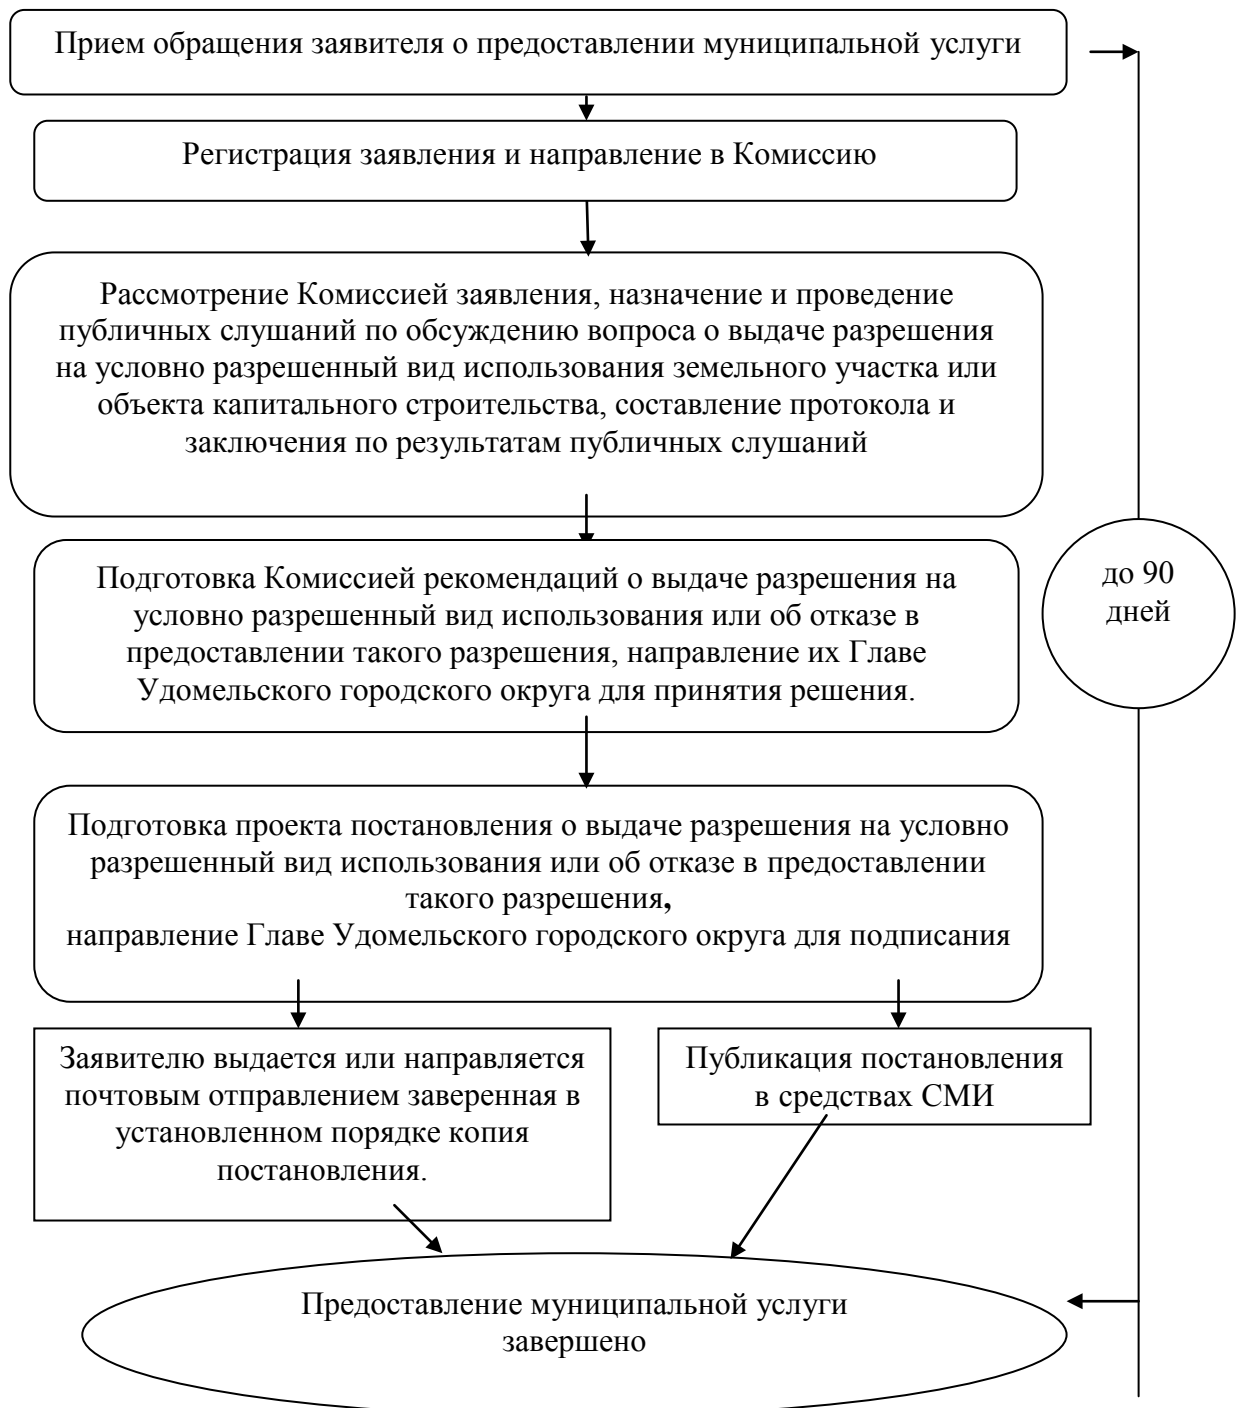 Прием обращения заявителя о предоставлении муниципальной услуги
Регистрация заявления и направление в Комиссию
Рассмотрение Комиссией заявления, назначение и проведение
публичных слушаний по обсуждению вопроса о выдаче разрешения
на условно разрешенный вид использования земельного участка или
объекта капитального строительства, составление протокола и
заключения по результатам публичных слушаний
до 90
дней
Подготовка Комиссией рекомендаций о выдаче разрешения на
условно разрешенный вид использования или об отказе в
предоставлении такого разрешения, направление их Главе
Удомельского городского округа для принятия решения.
Подготовка проекта постановления о выдаче разрешения на условно
разрешенный вид использования или об отказе в предоставлении
такого разрешения,
направление Главе Удомельского городского округа для подписания
Заявителю выдается или направляется
почтовым отправлением заверенная в
установленном порядке копия
постановления.
Публикация постановления
в средствах СМИ
Предоставление муниципальной услуги
завершено